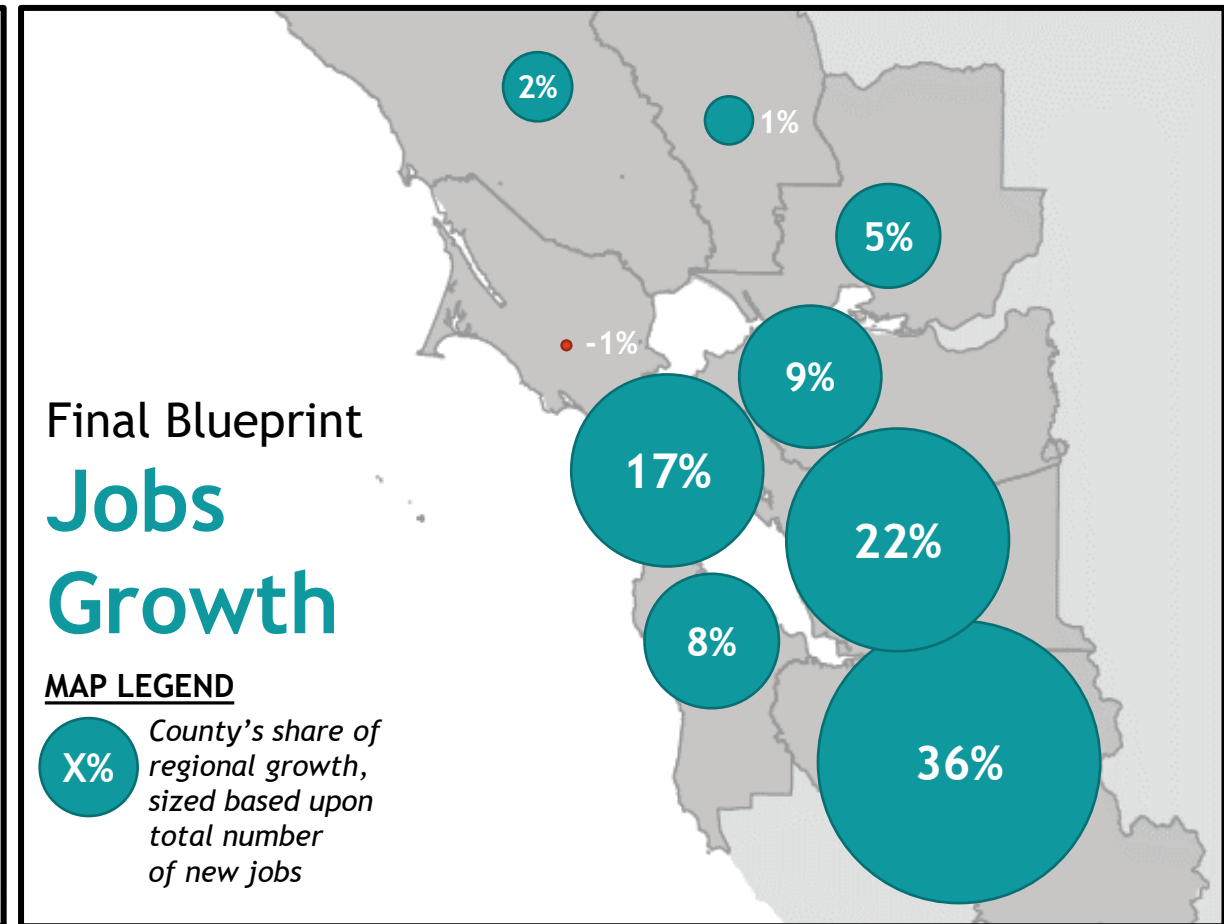 2%
1%
5%
-1%
9%
17%
22%
8%
36%
Final Blueprint
Jobs
Growth
MAP LEGEND
X%
County’s share of
regional growth,
sized based upon
total number
of new jobs